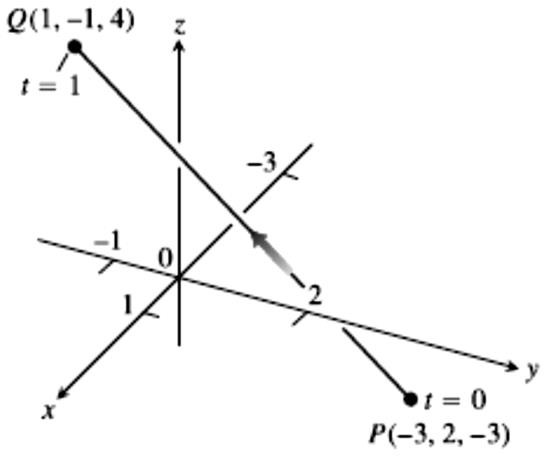 Q(1, −1, 4)
z
t = 1
−3
−1
0
2
1
y
t = 0
x
P(−3, 2, −3)